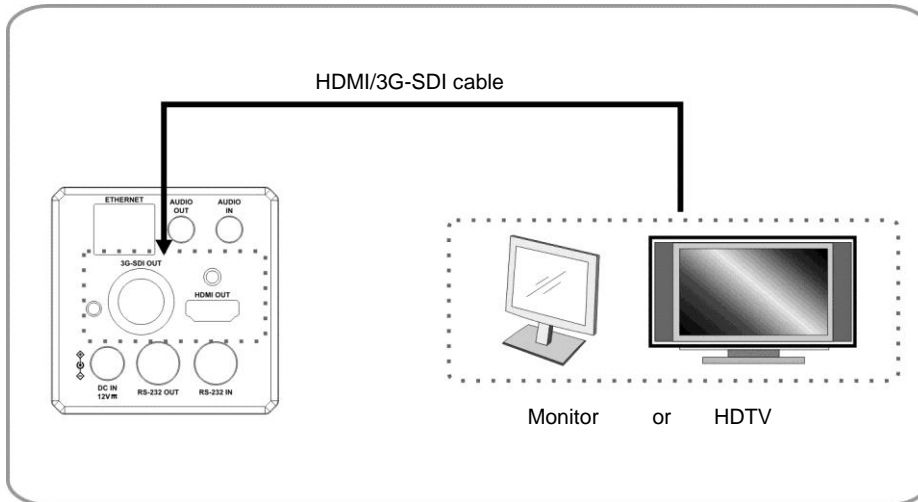 HDMI/3G-SDI cable
ETHERNET
AUDIO OUT
AUDIO IN
3G-SDI OUT
HDMI OUT
DC IN
12V⎓
RS-232 OUT
RS-232 IN
Monitor or HDTV